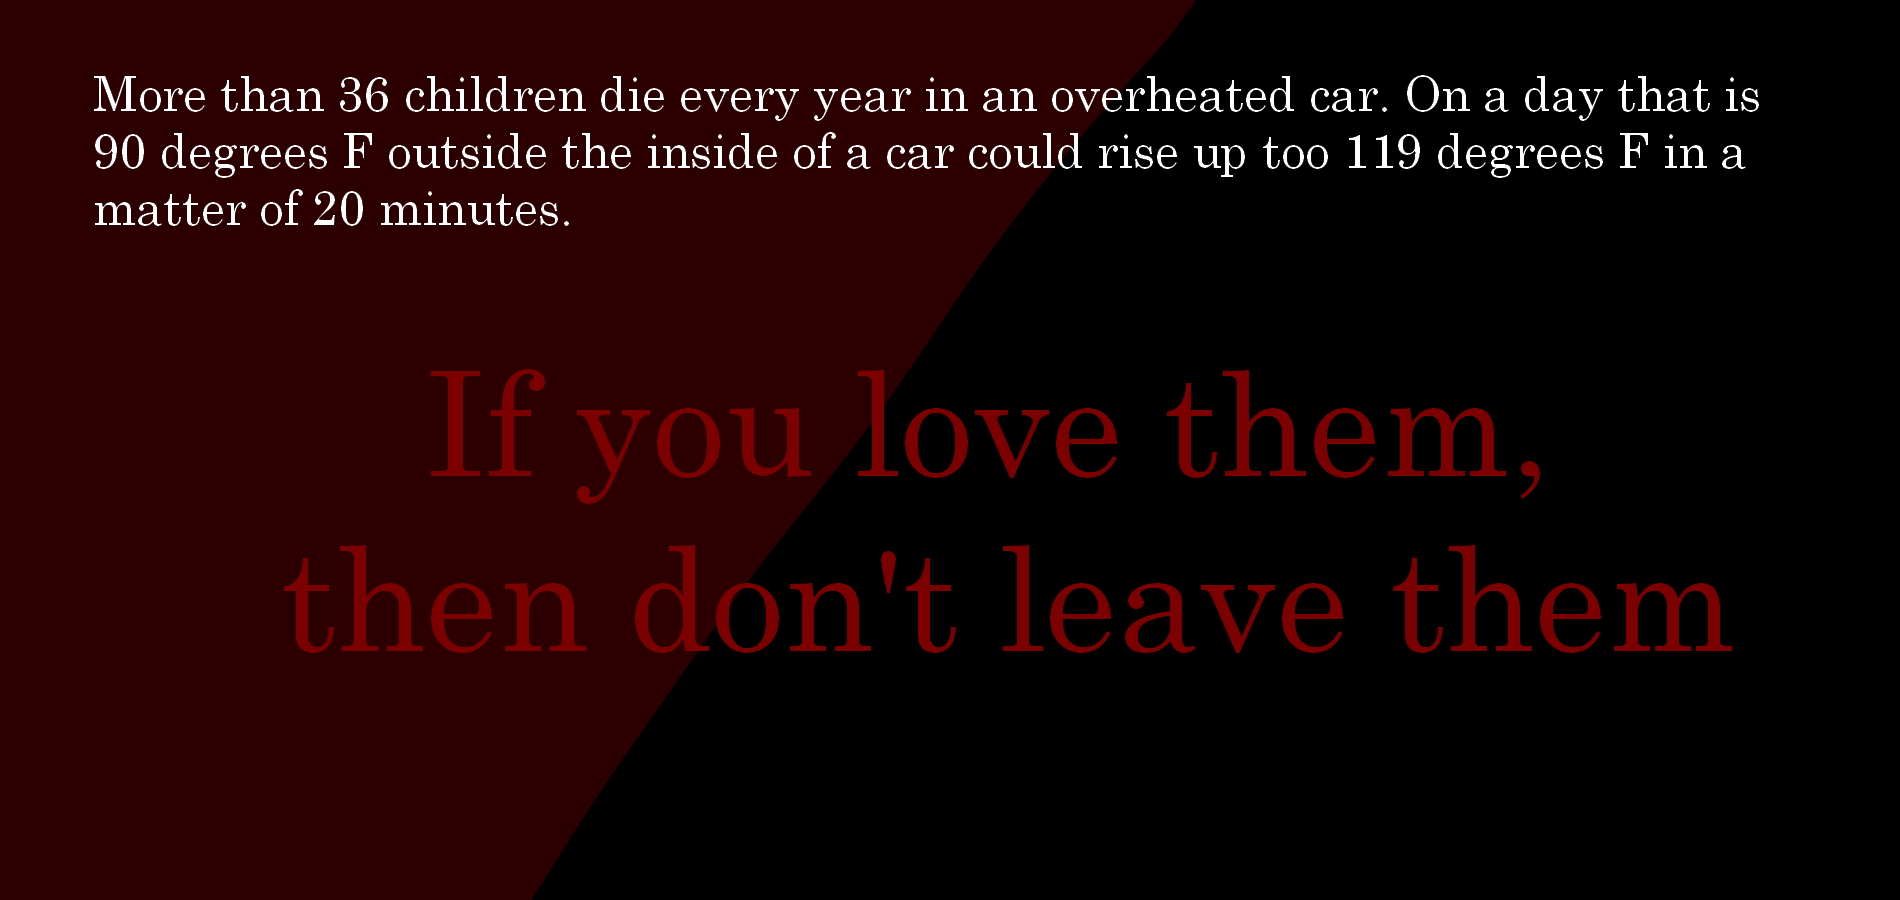 More than 36 children die every year in an overheated car. On a day that is
90 degrees F outside the inside of a car could rise up too 119 degrees F in a
matter of 20 minutes.
If you love them,
then don't leave them